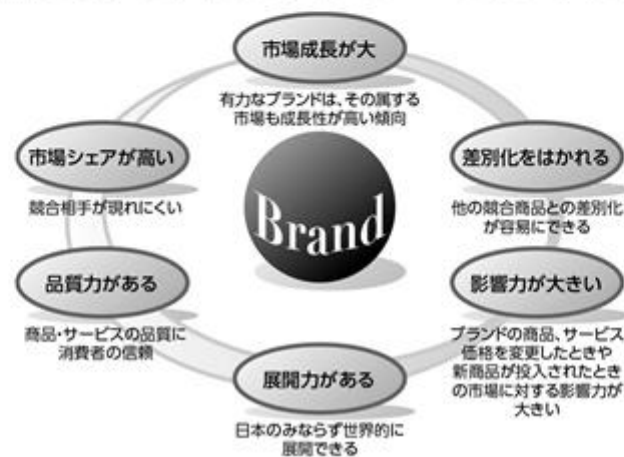 市場成長が大
有力なブランドは、その属する
市場も成長性が高い傾向
市場シェアが高い
競合相手が現れにくい
差別化をはかれる
他の競合商品との差別化
が容易にできる
Brand
品質力がある
商品・サービスの品質に
消費者の信頼
影響力が大きい
ブランドの商品、サービス
価格を変更したときや
新商品が投入されたとき
の市場に対する影響力が
大きい
展開力がある
日本のみならず世界的に
展開できる